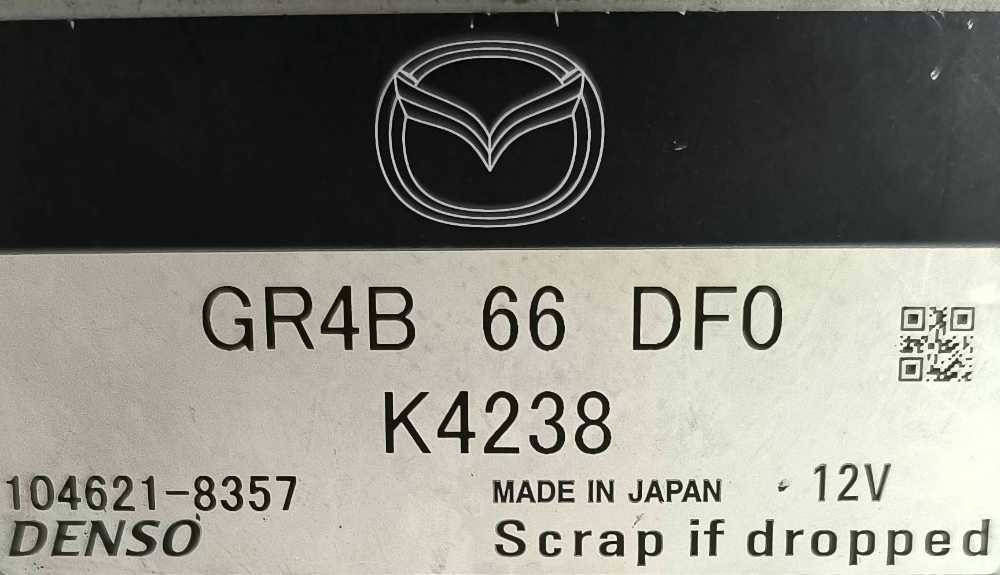 GR4B 66 DF0
K4238
104621-8357
MADE IN JAPAN 12V
DENSO
Scrap if dropped